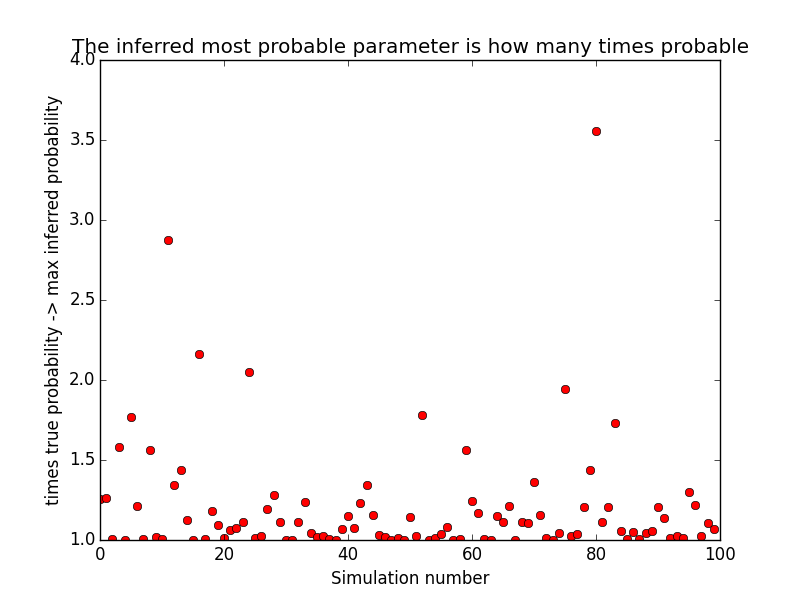 The inferred most probable parameter is how many times probable
times true probability -> max inferred probability
4.0
3.5
3.0
2.5
2.0
1.5
1.0
0 20 40 60 80 100
Simulation number